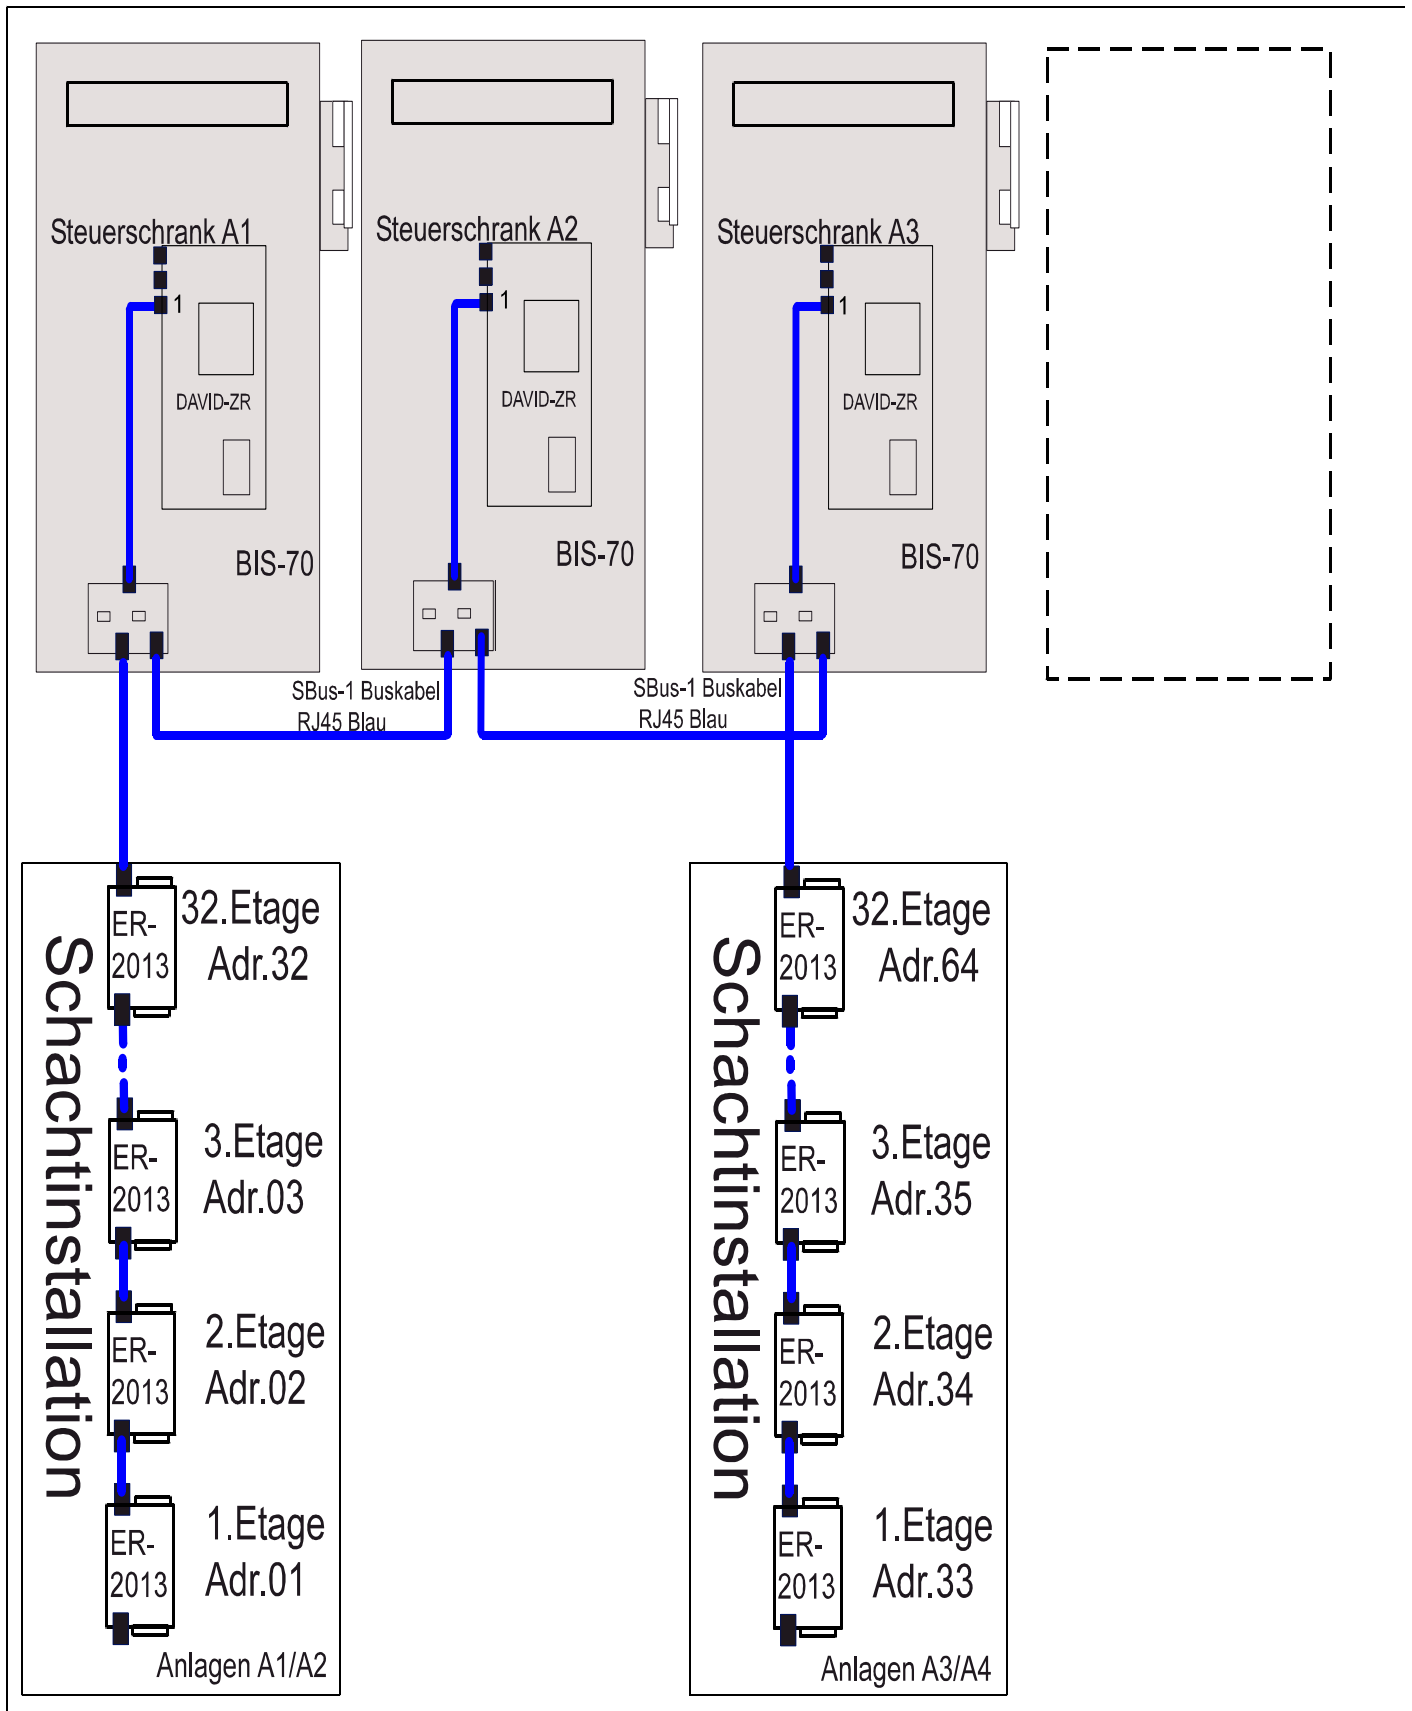 Steuerschrank A1
1
DAVID-ZR
BIS-70
Steuerschrank A2
1
DAVID-ZR
BIS-70
Steuerschrank A3
1
DAVID-ZR
BIS-70
SBus-1 Buskabel
RJ45 Blau
SBus-1 Buskabel
RJ45 Blau
Schachtinstallation
ER-
2013
32.Etage
Adr.32
ER-
2013
3.Etage
Adr.03
ER-
2013
2.Etage
Adr.02
ER-
2013
1.Etage
Adr.01
Anlagen A1/A2
Schachtinstallation
ER-
2013
32.Etage
Adr.64
ER-
2013
3.Etage
Adr.35
ER-
2013
2.Etage
Adr.34
ER-
2013
1.Etage
Adr.33
Anlagen A3/A4